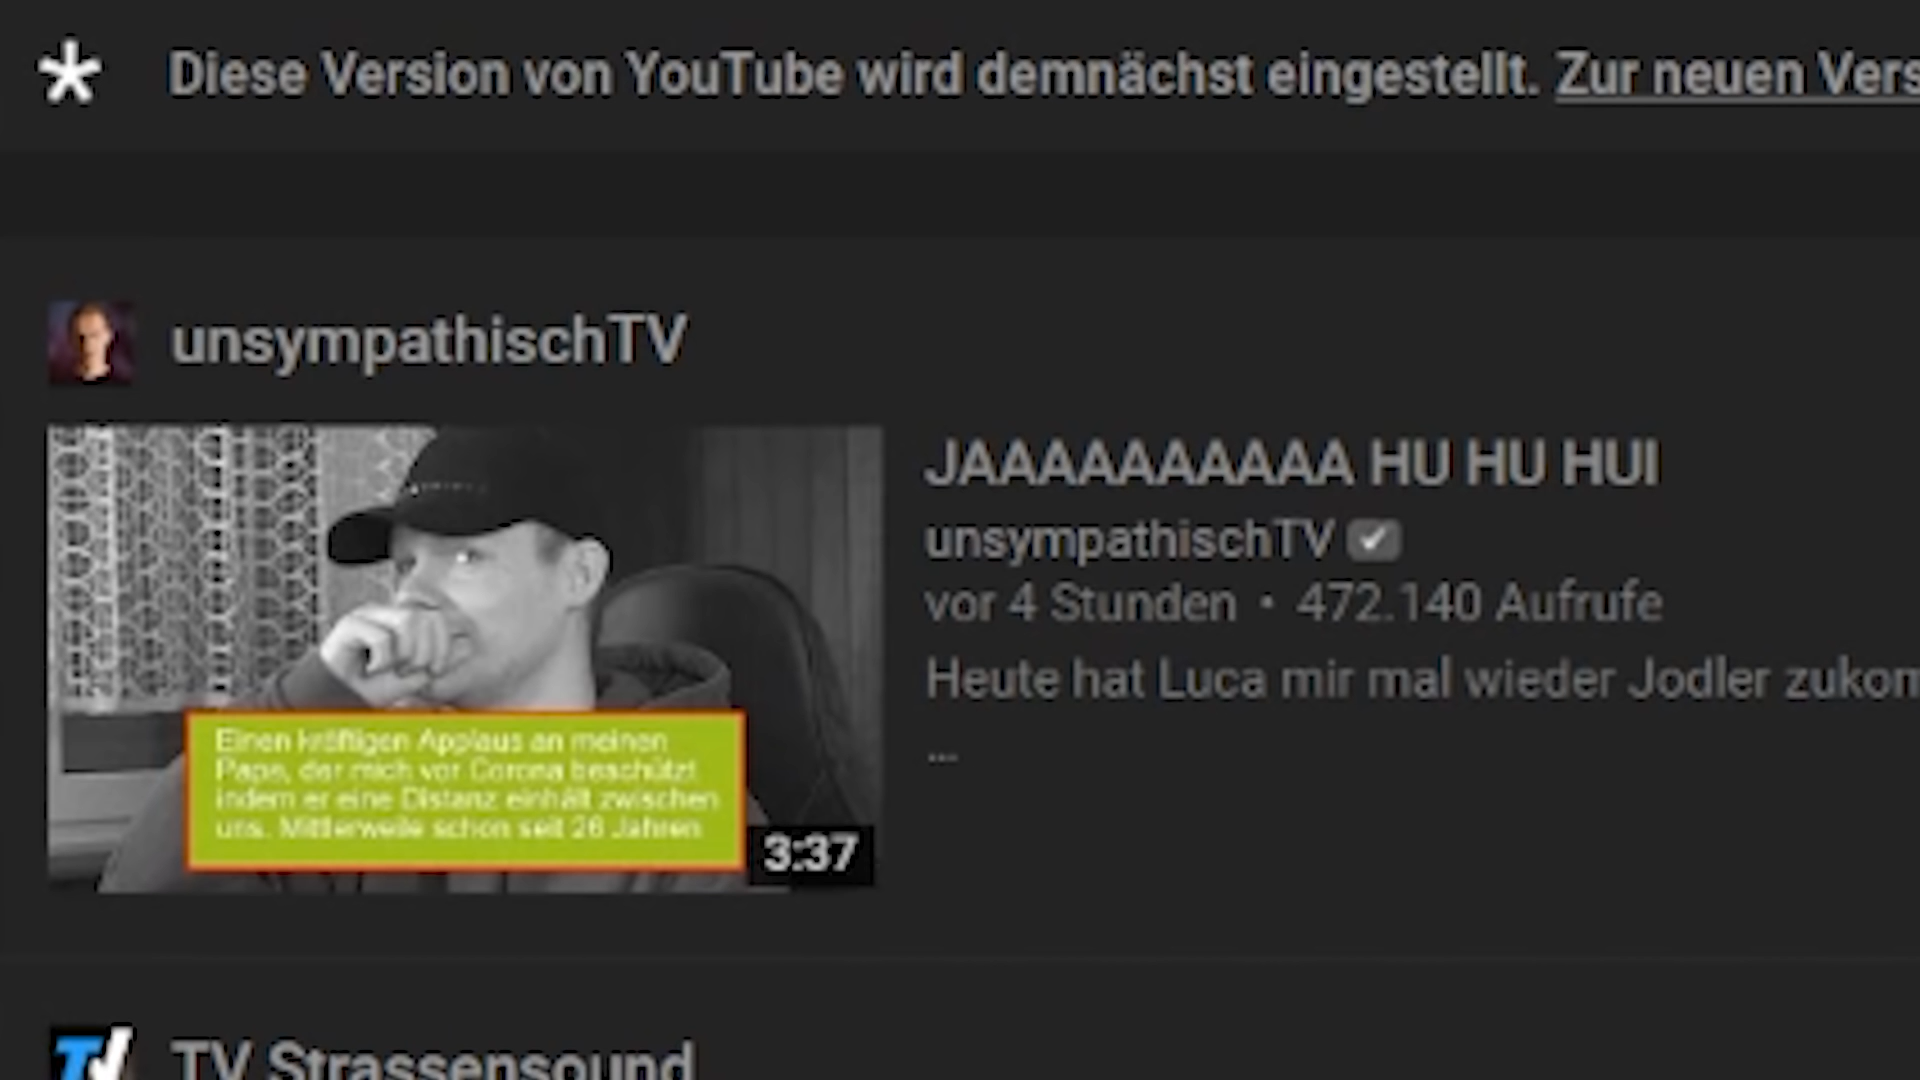 Diese Version von YouTube wird demnächst eingestellt. Zur neuen Vers
unsympathischTV
JAAAAAAAAAA HU HU HUI
unsympathischTV
vor 4 Stunden • 472.140 Aufrufe
Heute hat Luca mir mal wieder Jodler zukom
...
Einen kräftigen Applaus an meinen
Papa, der mich vor Corona beschützt
indem er eine Distanz einhält zwischen
uns. Mittlerweile schon seit 26 Jahren
3:37
TV Strassensound